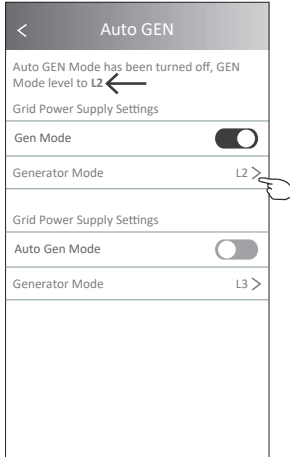 Auto GEN
Auto GEN Mode has been turned off, GEN
Mode level to L2
Grid Power Supply Settings
Gen Mode
Generator Mode L2 >
Grid Power Supply Settings
Auto Gen Mode
Generator Mode L3 >